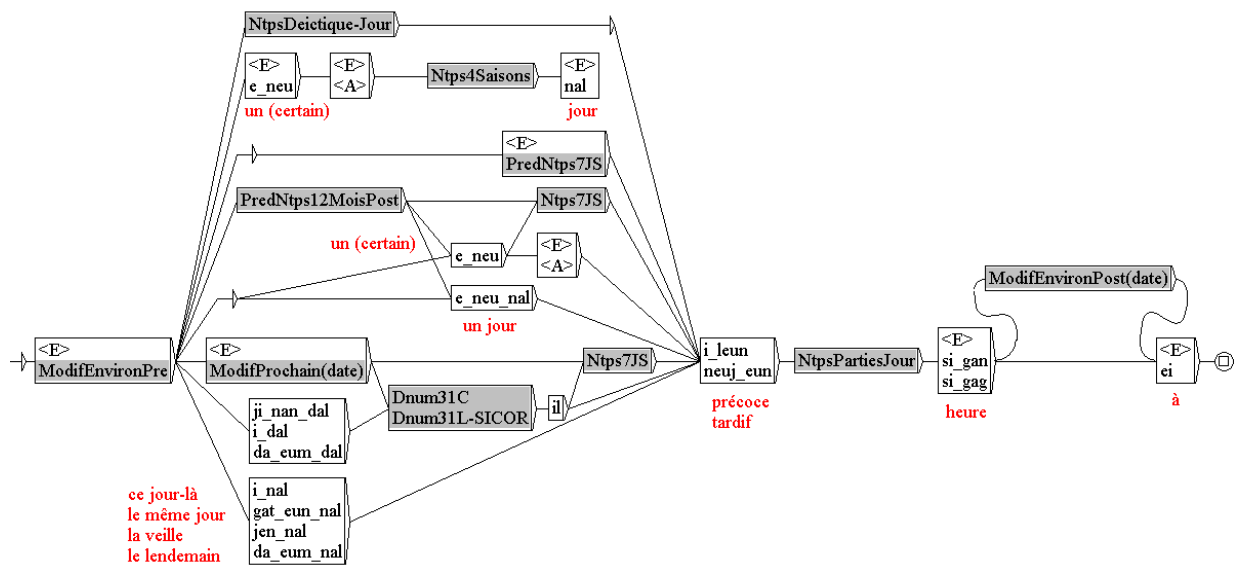 NtpsDeictique-Jour
<E>
e_neu
un (certain)
<E>
<A>
Ntps4Saisons
<E>
nal
jour
<E>
PredNtps7JS
PredNtps12MoisPost
Ntps7JS
un (certain)
e_neu
<E>
<A>
e_neu_nal
un jour
<E>
ModifEnvironPre
<E>
ModifProchain(date)
Ntps7JS
Dnum31C
Dnum31L-SICOR
il
ji_nan_dal
i_dal
da_eum_dal
i_nal
gat_eun_nal
jen_nal
da_eum_nal
ce jour-là
le même jour
la veille
le lendemain
i_leun
neuj_eun
précoce
tardif
NtpsPartiesJour
<E>
si_gan
si_gag
heure
ModifEnvironPost(date)
<E>
ei
à